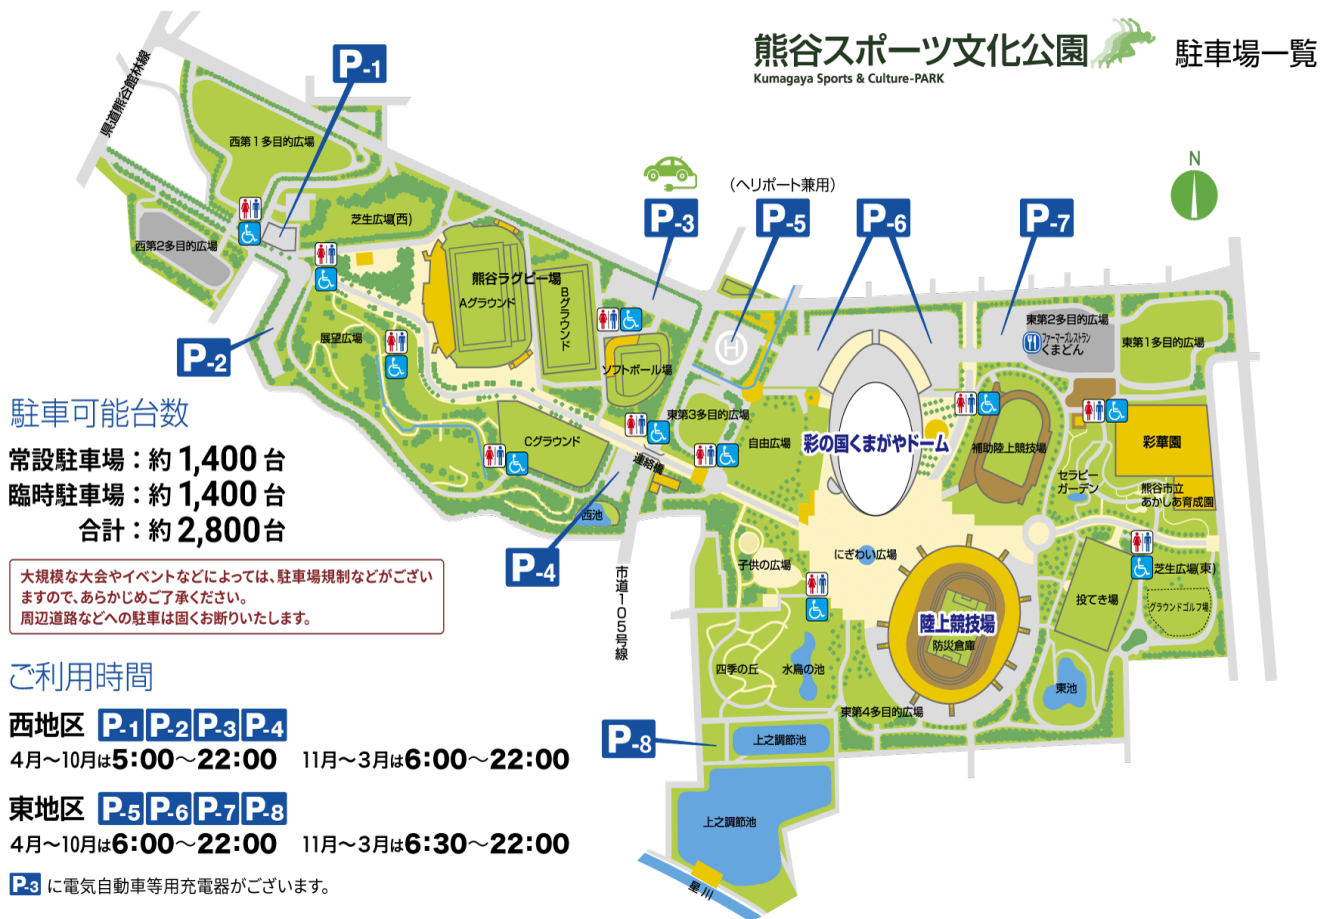 熊谷スポーツ文化公園
Kumagaya Sports & Culture-PARK
駐車場一覧
P-1
県道熊谷館林線
西第1多目的広場
N
(ヘリポート兼用)
P-3
P-5
P-6
P-7
芝生広場(西)
西第2多目的広場
熊谷ラグビー場
Aグラウンド
Bグラウンド
P-2
展望広場
H
東第2多目的広場
ファーマーズレストラン
くまどん
東第1多目的広場
ソフトボール場
東第3多目的広場
自由広場
彩の国くまがやドーム
補助陸上競技場
彩華園
Cグラウンド
連絡橋
セラピー
ガーデン
熊谷市立
あかしあ育成園
西池
P-4
にぎわい広場
子供の広場
芝生広場(東)
投てき場
グラウンドゴルフ場
市道105号線
陸上競技場
防災倉庫
四季の丘
水鳥の池
東池
東第4多目的広場
P-8
上之調節池
上之調節池
星川
駐車可能台数
常設駐車場:約1,400台
臨時駐車場:約1,400台
合計:約2,800台
大規模な大会やイベントなどによっては、駐車場規制などがござい
ますので、あらかじめご了承ください。
周辺道路などへの駐車は固くお断りいたします。
ご利用時間
西地区 P-1 P-2 P-3 P-4
4月~10月は5:00~22:00 11月~3月は6:00~22:00
東地区 P-5 P-6 P-7 P-8
4月~10月は6:00~22:00 11月~3月は6:30~22:00
P-3 に電気自動車等用充電器がございます。